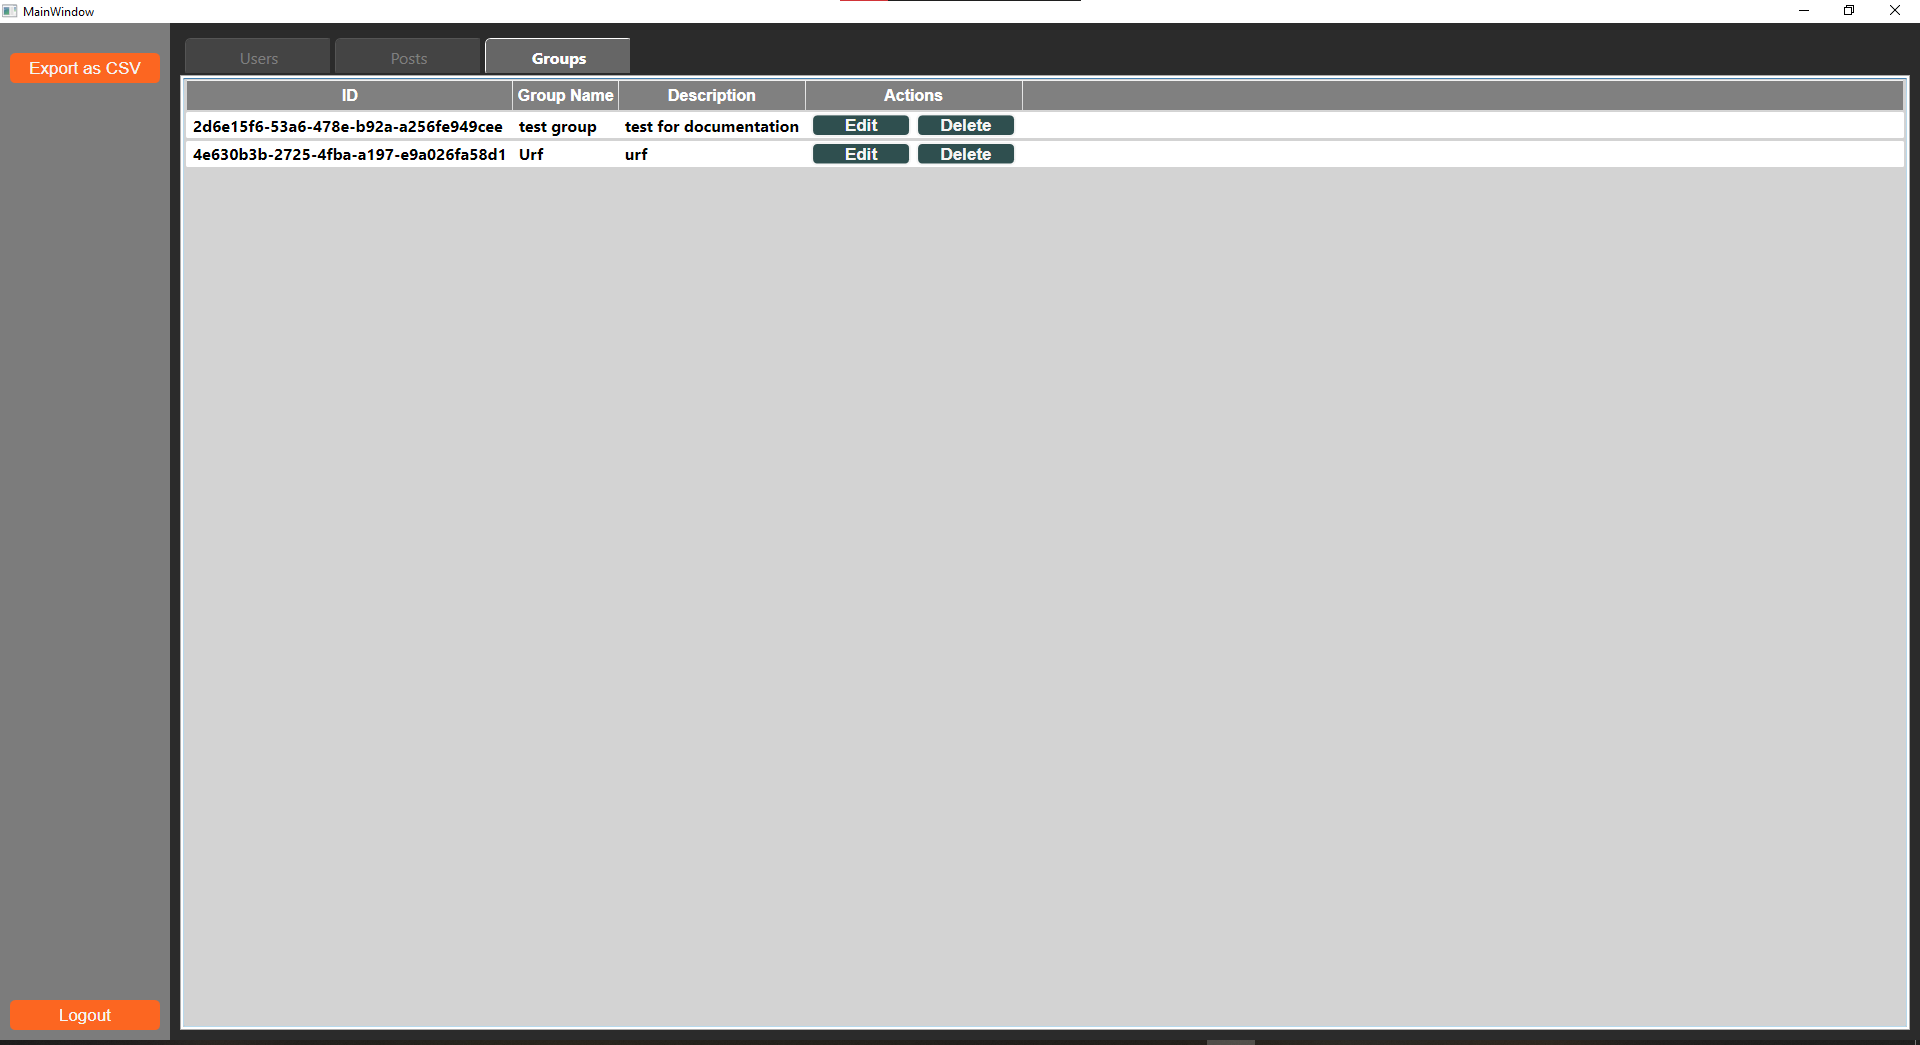 MainWindow
Export as CSV
Users Posts Groups
ID Group Name Description Actions
2d6e15f6-53a6-478e-b92a-a256fe949cee test group test for documentation Edit Delete
4e630b3b-2725-4fba-a197-e9a026fa58d1 Urf urf Edit Delete
Logout